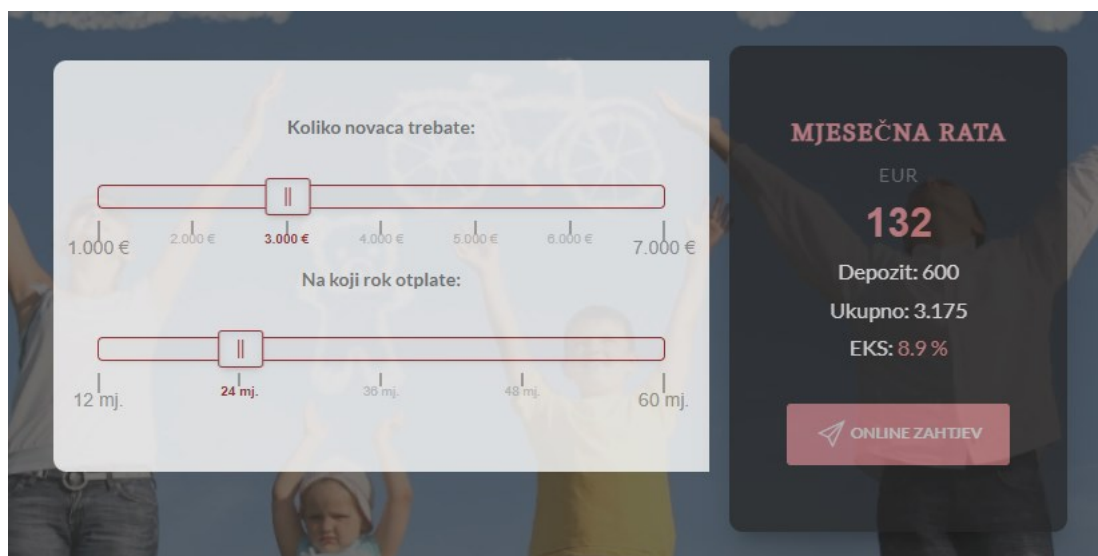 Koliko novaca trebate:
1.000 € 2.000 € 3.000 € 4.000 € 5.000 € 6.000 € 7.000 €
Na koji rok otplate:
12 mj. 24 mj. 36 mj. 48 mj. 60 mj.
MJESEČNA RATA
EUR
132
Depozit: 600
Ukupno: 3.175
EKS: 8.9 %
ONLINE ZAHTJEV